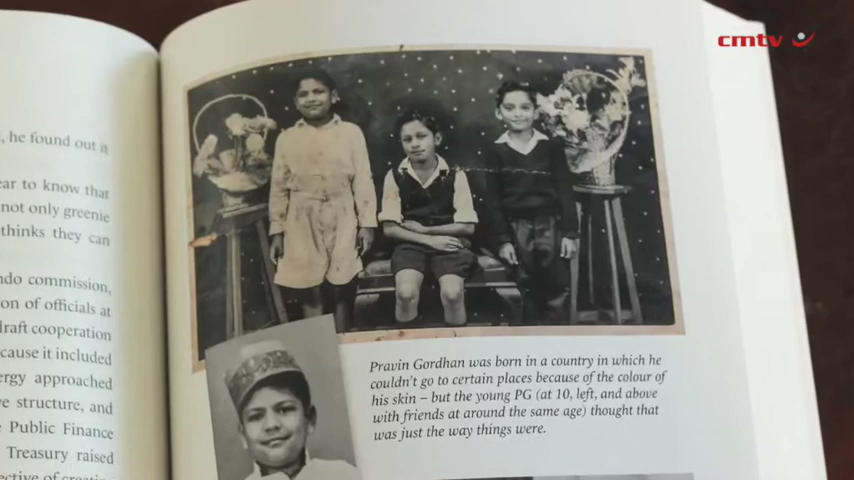 cmtv
, he found out it
ear to know that
not only greenie
thinks they can
ndo commission,
on of officials at
draft cooperation
cause it included
ergy approached
e structure, and
Public Finance
Treasury raised
ective of creating
Pravin Gordhan was born in a country in which he
couldn't go to certain places because of the colour of
his skin – but the young PG (at 10, left, and above
with friends at around the same age) thought that
was just the way things were.